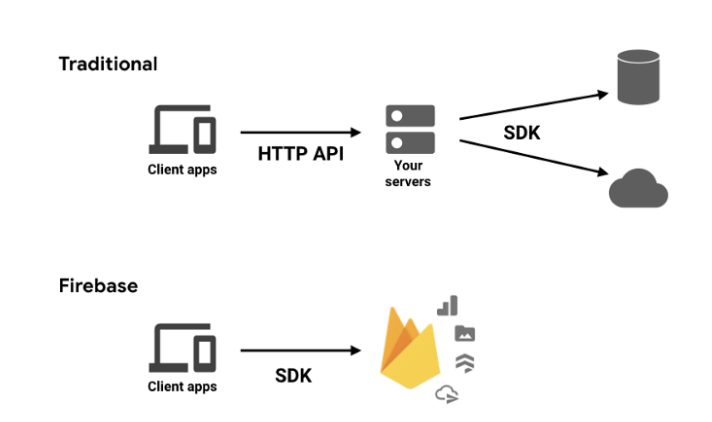 Traditional
Client apps
HTTP API
Your
servers
SDK
Firebase
Client apps
SDK